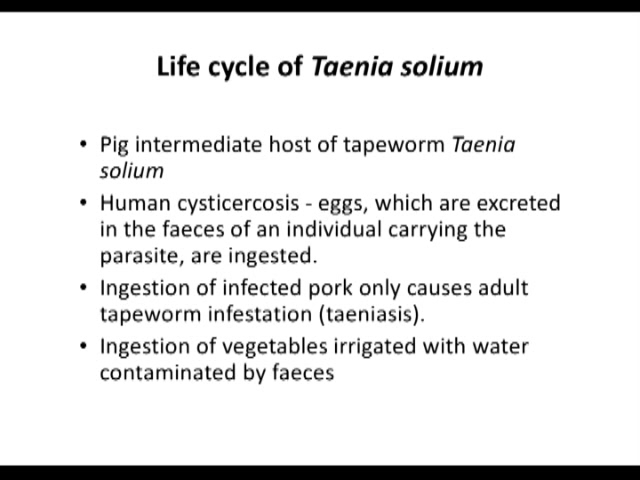 Life cycle of Taenia solium
• Pig intermediate host of tapeworm Taenia
solium
• Human cysticercosis - eggs, which are excreted
in the faeces of an individual carrying the
parasite, are ingested.
• Ingestion of infected pork only causes adult
tapeworm infestation (taeniasis).
• Ingestion of vegetables irrigated with water
contaminated by faeces